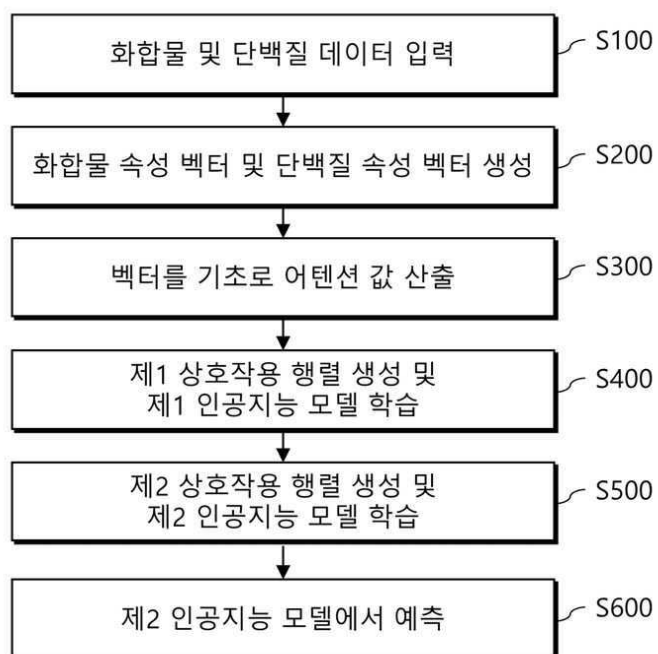 화합물 및 단백질 데이터 입력
S100
화합물 속성 벡터 및 단백질 속성 벡터 생성
S200
벡터를 기초로 어텐션 값 산출
S300
제1 상호작용 행렬 생성 및
제1 인공지능 모델 학습
S400
제2 상호작용 행렬 생성 및
제2 인공지능 모델 학습
S500
제2 인공지능 모델에서 예측
S600